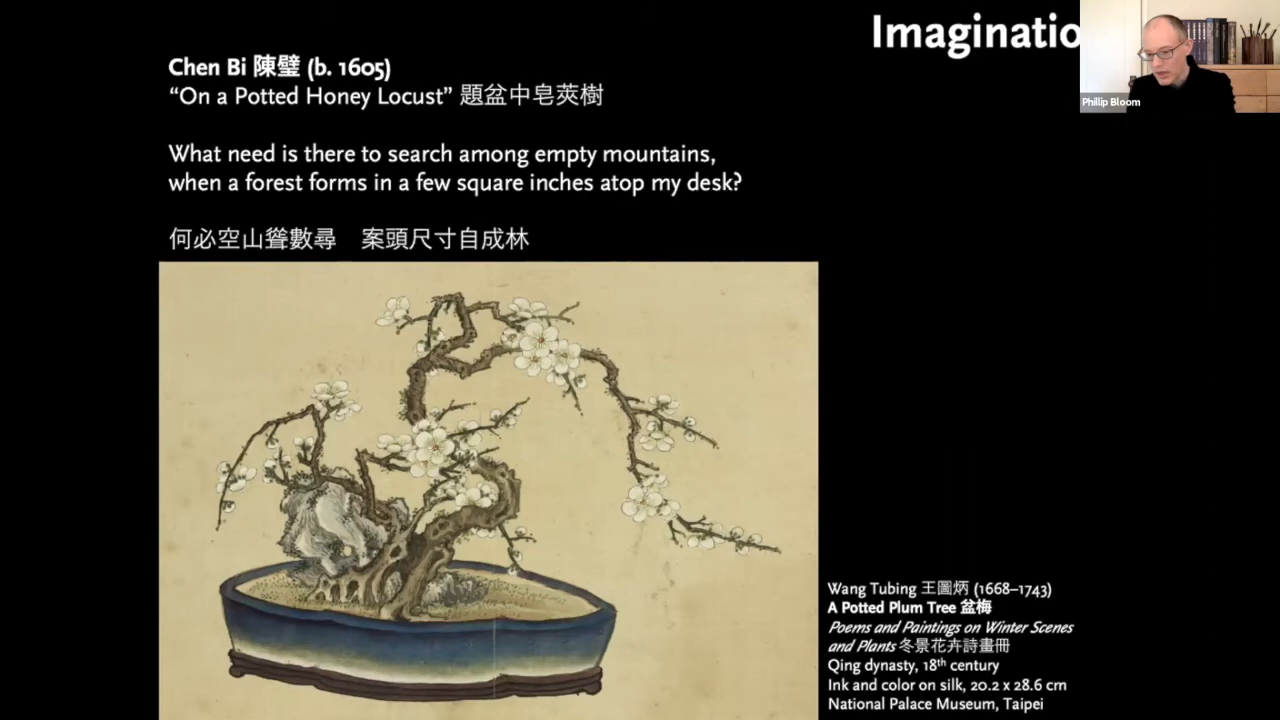 Imaginatio
Phillip Bloom
Chen Bi 陳璧 (b. 1605)
“On a Potted Honey Locust” 題盆中皂莢樹
What need is there to search among empty mountains,
when a forest forms in a few square inches atop my desk?
何必空山聳數尋　案頭尺寸自成林
Wang Tubing 王圖炳 (1668–1743)
A Potted Plum Tree 盆梅
Poems and Paintings on Winter Scenes
and Plants 冬景花卉詩畫冊
Qing dynasty, 18th century
Ink and color on silk, 20.2 x 28.6 cm
National Palace Museum, Taipei